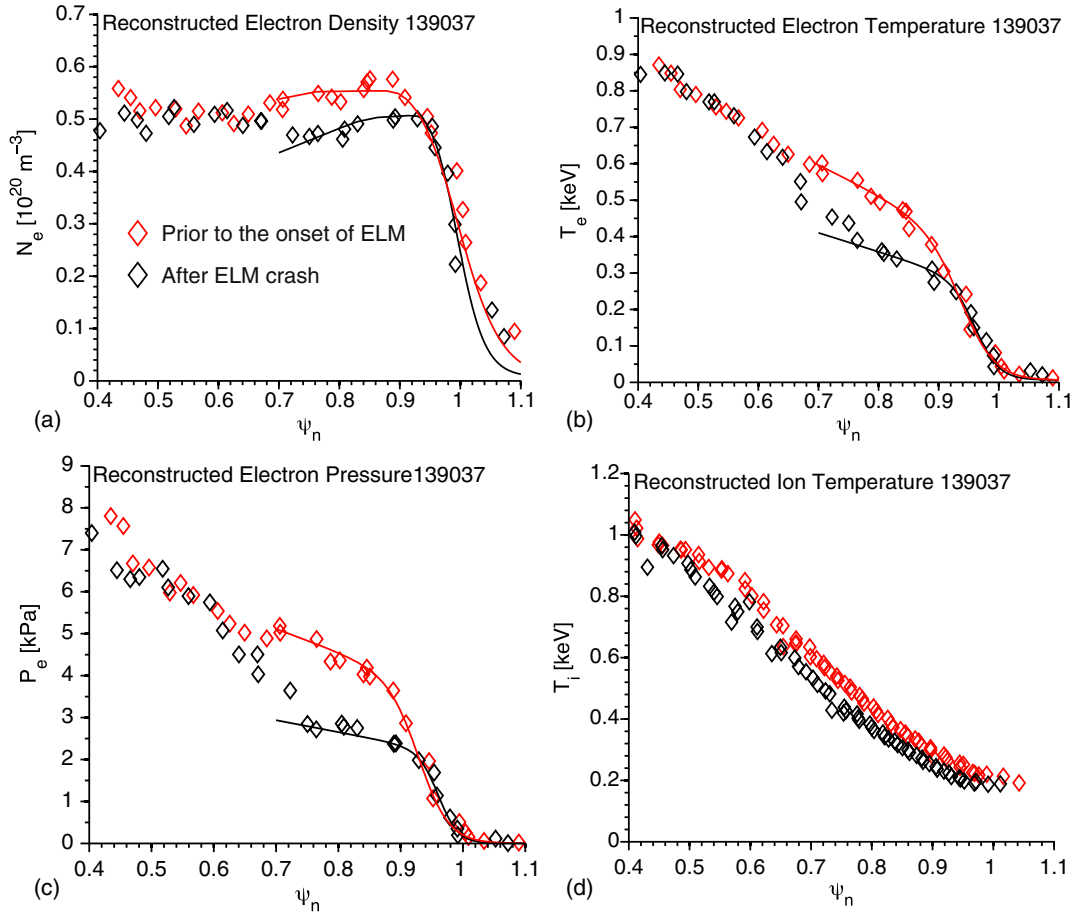 Reconstructed Electron Density 139037
0.7
0.6
0.5
0.4
0.3
0.2
0.1
0
N_e [10^20 m^−3]
Prior to the onset of ELM
After ELM crash
0.4 0.5 0.6 0.7 0.8 0.9 1 1.1
(a)
ψ_n
Reconstructed Electron Temperature 139037
1
0.9
0.8
0.7
0.6
0.5
0.4
0.3
0.2
0.1
0
T_e [keV]
0.4 0.5 0.6 0.7 0.8 0.9 1 1.1
(b)
ψ_n
Reconstructed Electron Pressure139037
9
8
7
6
5
4
3
2
1
0
P_e [kPa]
0.4 0.5 0.6 0.7 0.8 0.9 1 1.1
(c)
ψ_n
Reconstructed Ion Temperature 139037
1.2
1
0.8
0.6
0.4
0.2
0
T_i [keV]
0.4 0.5 0.6 0.7 0.8 0.9 1 1.1
(d)
ψ_n